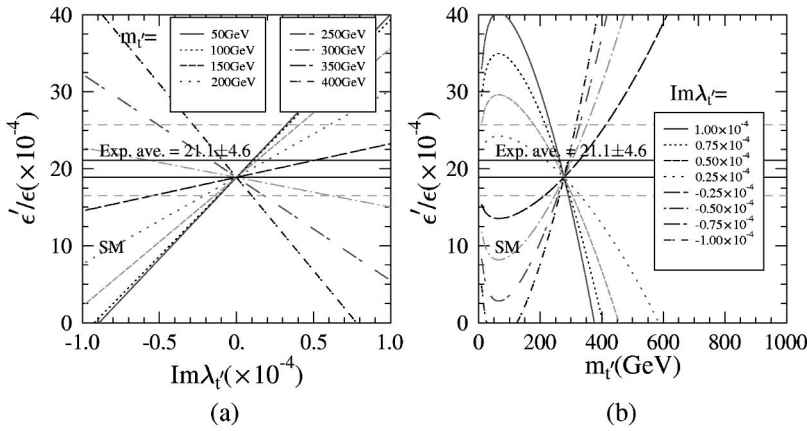 m_t'=
50GeV
100GeV
150GeV
200GeV
250GeV
300GeV
350GeV
400GeV
40
30
20
10
0
ϵ'/ϵ(×10⁻⁴)
Exp. ave. = 21.1±4.6
SM
-1.0 -0.5 0. 0.5 1.0
Imλ_t'(×10⁻⁴)
(a)
40
30
20
10
0
ϵ'/ϵ(×10⁻⁴)
Exp. ave. = 21.1±4.6
SM
Imλ_t'=
1.00×10⁻⁴
0.75×10⁻⁴
0.50×10⁻⁴
0.25×10⁻⁴
-0.25×10⁻⁴
-0.50×10⁻⁴
-0.75×10⁻⁴
-1.00×10⁻⁴
0 200 400 600 800 1000
m_t'(GeV)
(b)